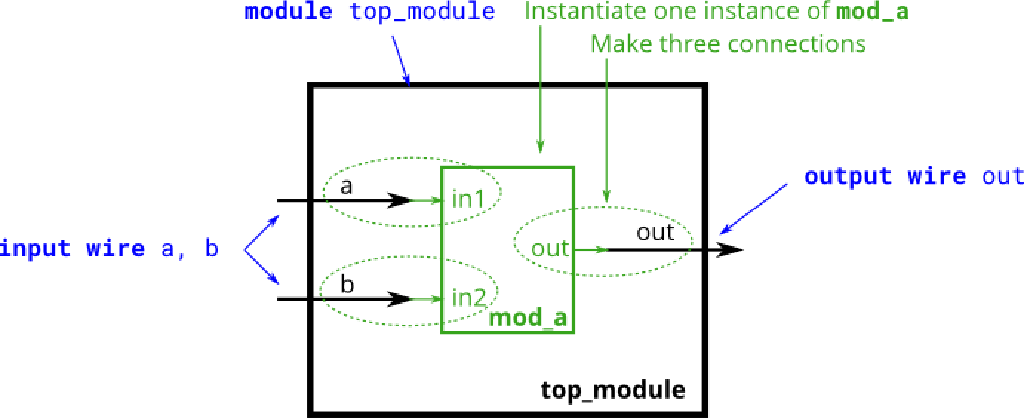 module top_module
Instantiate one instance of mod_a
Make three connections
output wire out
a
in1
input wire a, b
out
out
b
in2
mod_a
top_module